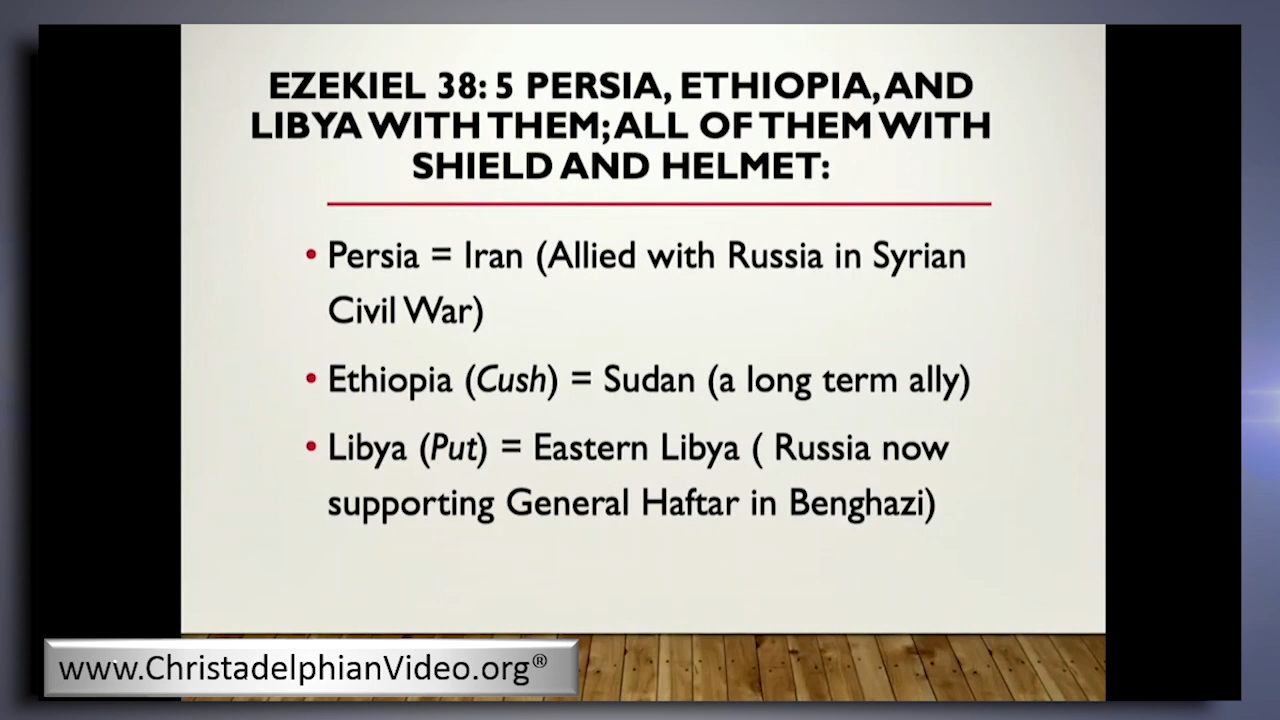 EZEKIEL 38: 5 PERSIA, ETHIOPIA, AND
LIBYA WITH THEM; ALL OF THEM WITH
SHIELD AND HELMET:
• Persia = Iran (Allied with Russia in Syrian
Civil War)
• Ethiopia (Cush) = Sudan (a long term ally)
• Libya (Put) = Eastern Libya ( Russia now
supporting General Haftar in Benghazi)
www.ChristadelphianVideo.org®